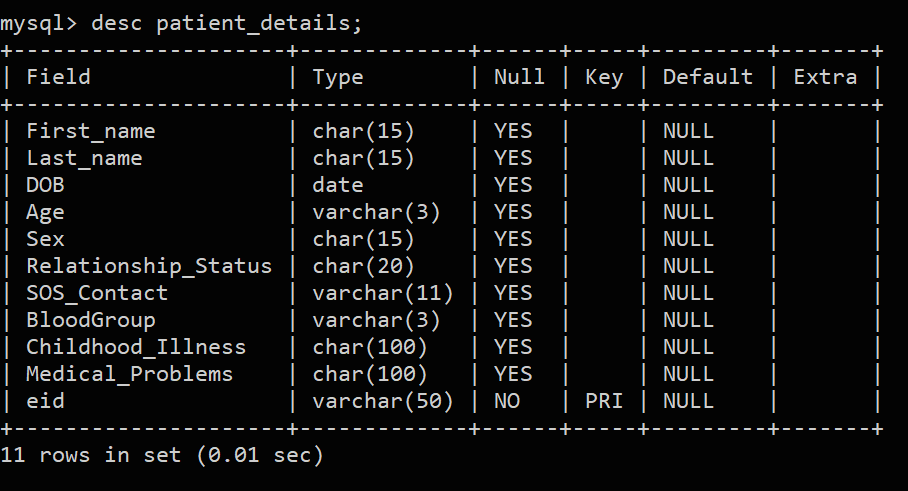 mysql> desc patient_details;
+----------------------+-------------+------+-----+---------+-------+
| Field                | Type        | Null | Key | Default | Extra |
+----------------------+-------------+------+-----+---------+-------+
| First_name           | char(15)    | YES  |     | NULL    |       |
| Last_name            | char(15)    | YES  |     | NULL    |       |
| DOB                  | date        | YES  |     | NULL    |       |
| Age                  | varchar(3)  | YES  |     | NULL    |       |
| Sex                  | char(15)    | YES  |     | NULL    |       |
| Relationship_Status  | char(20)    | YES  |     | NULL    |       |
| SOS_Contact          | varchar(11) | YES  |     | NULL    |       |
| BloodGroup           | varchar(3)  | YES  |     | NULL    |       |
| Childhood_Illness    | char(100)   | YES  |     | NULL    |       |
| Medical_Problems     | char(100)   | YES  |     | NULL    |       |
| eid                  | varchar(50) | NO   | PRI | NULL    |       |
+----------------------+-------------+------+-----+---------+-------+
11 rows in set (0.01 sec)